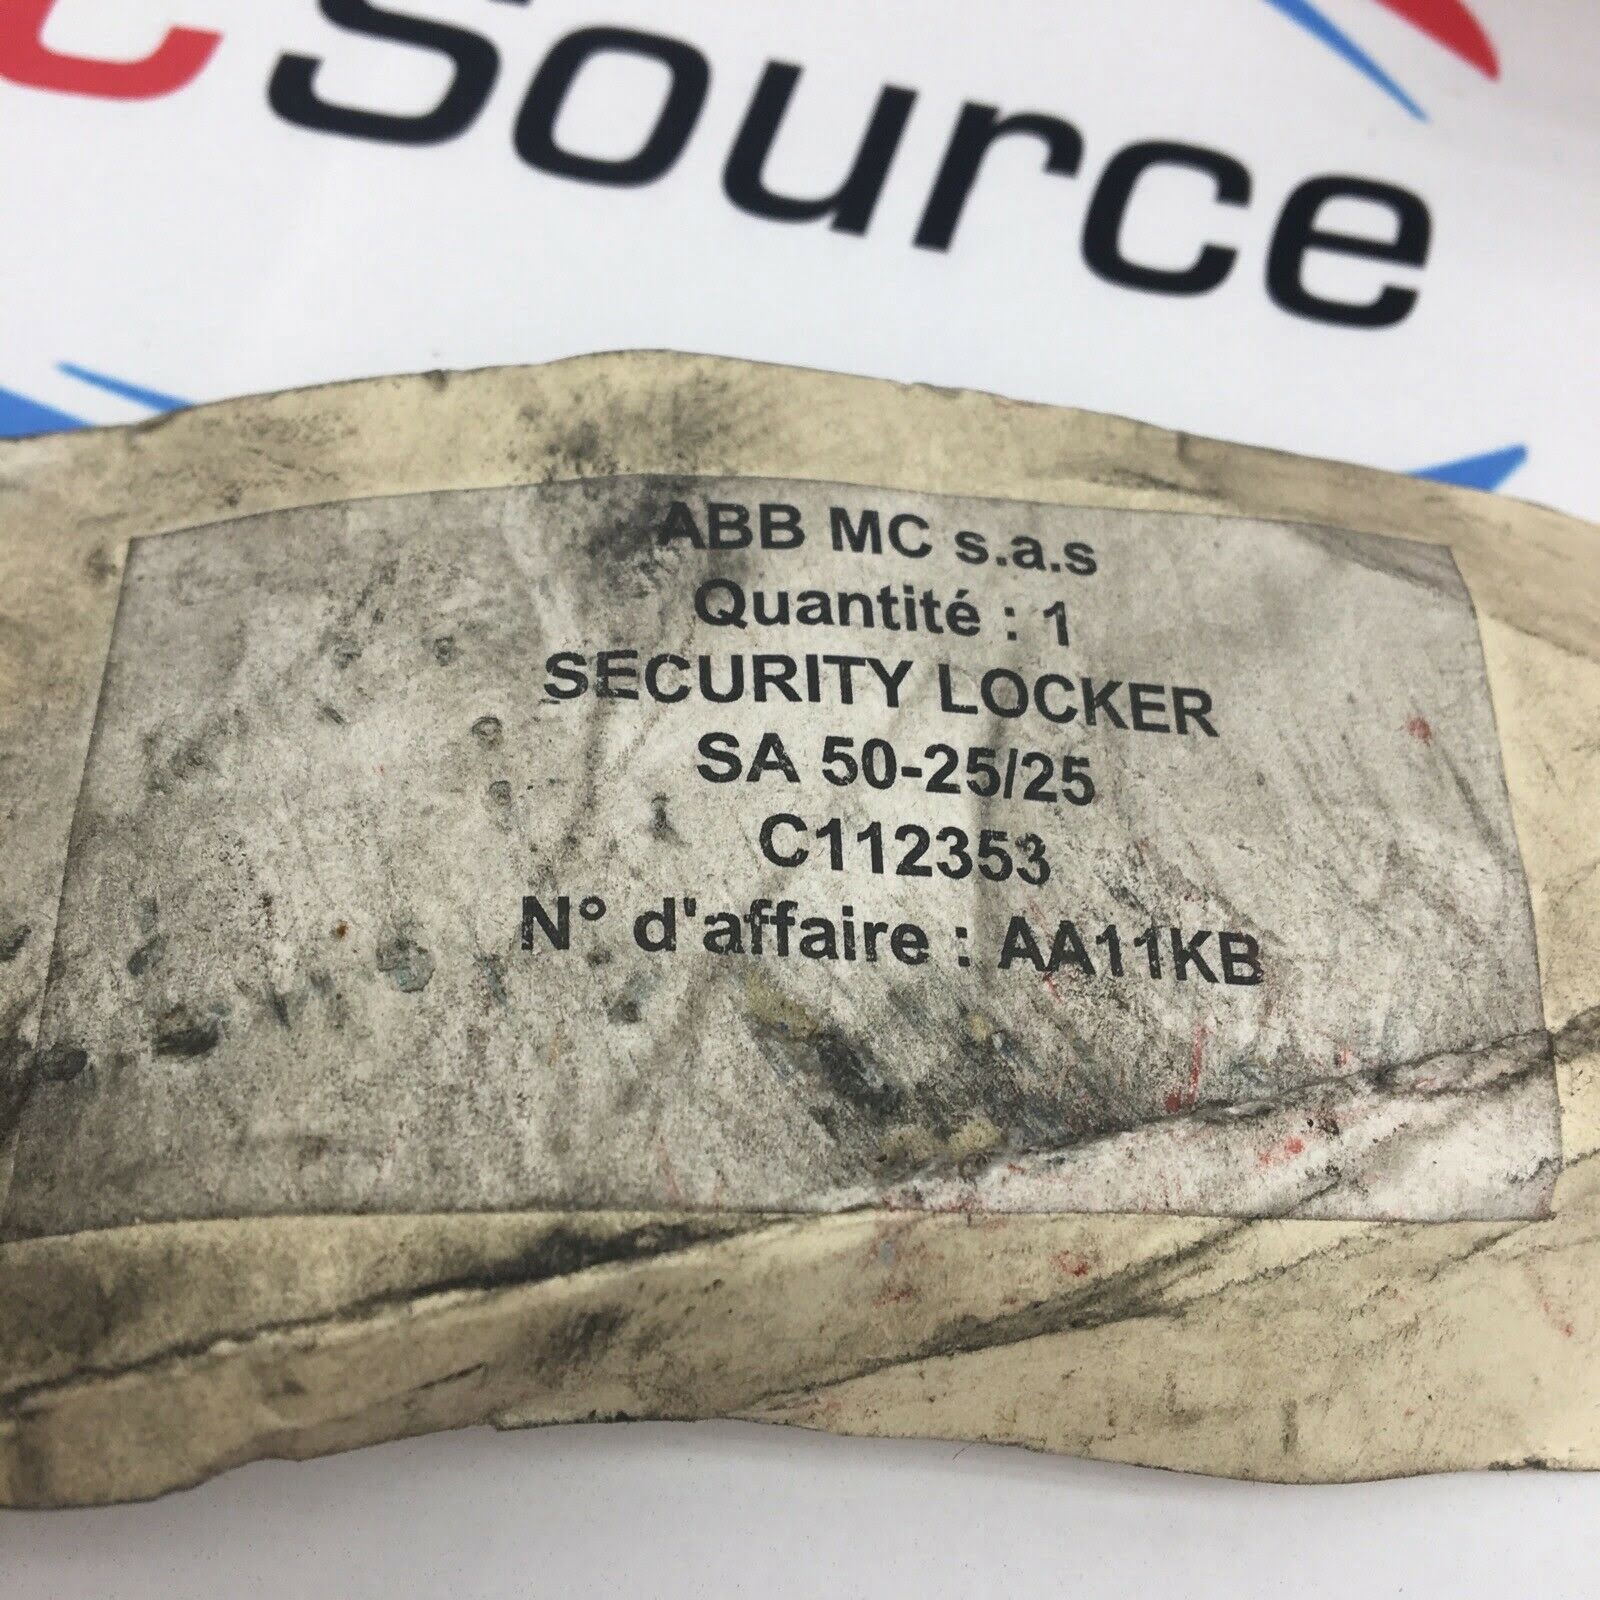 C Source
ABB MC s.a.s
Quantité : 1
SECURITY LOCKER
SA 50-25/25
C112353
N° d'affaire : AA11KB